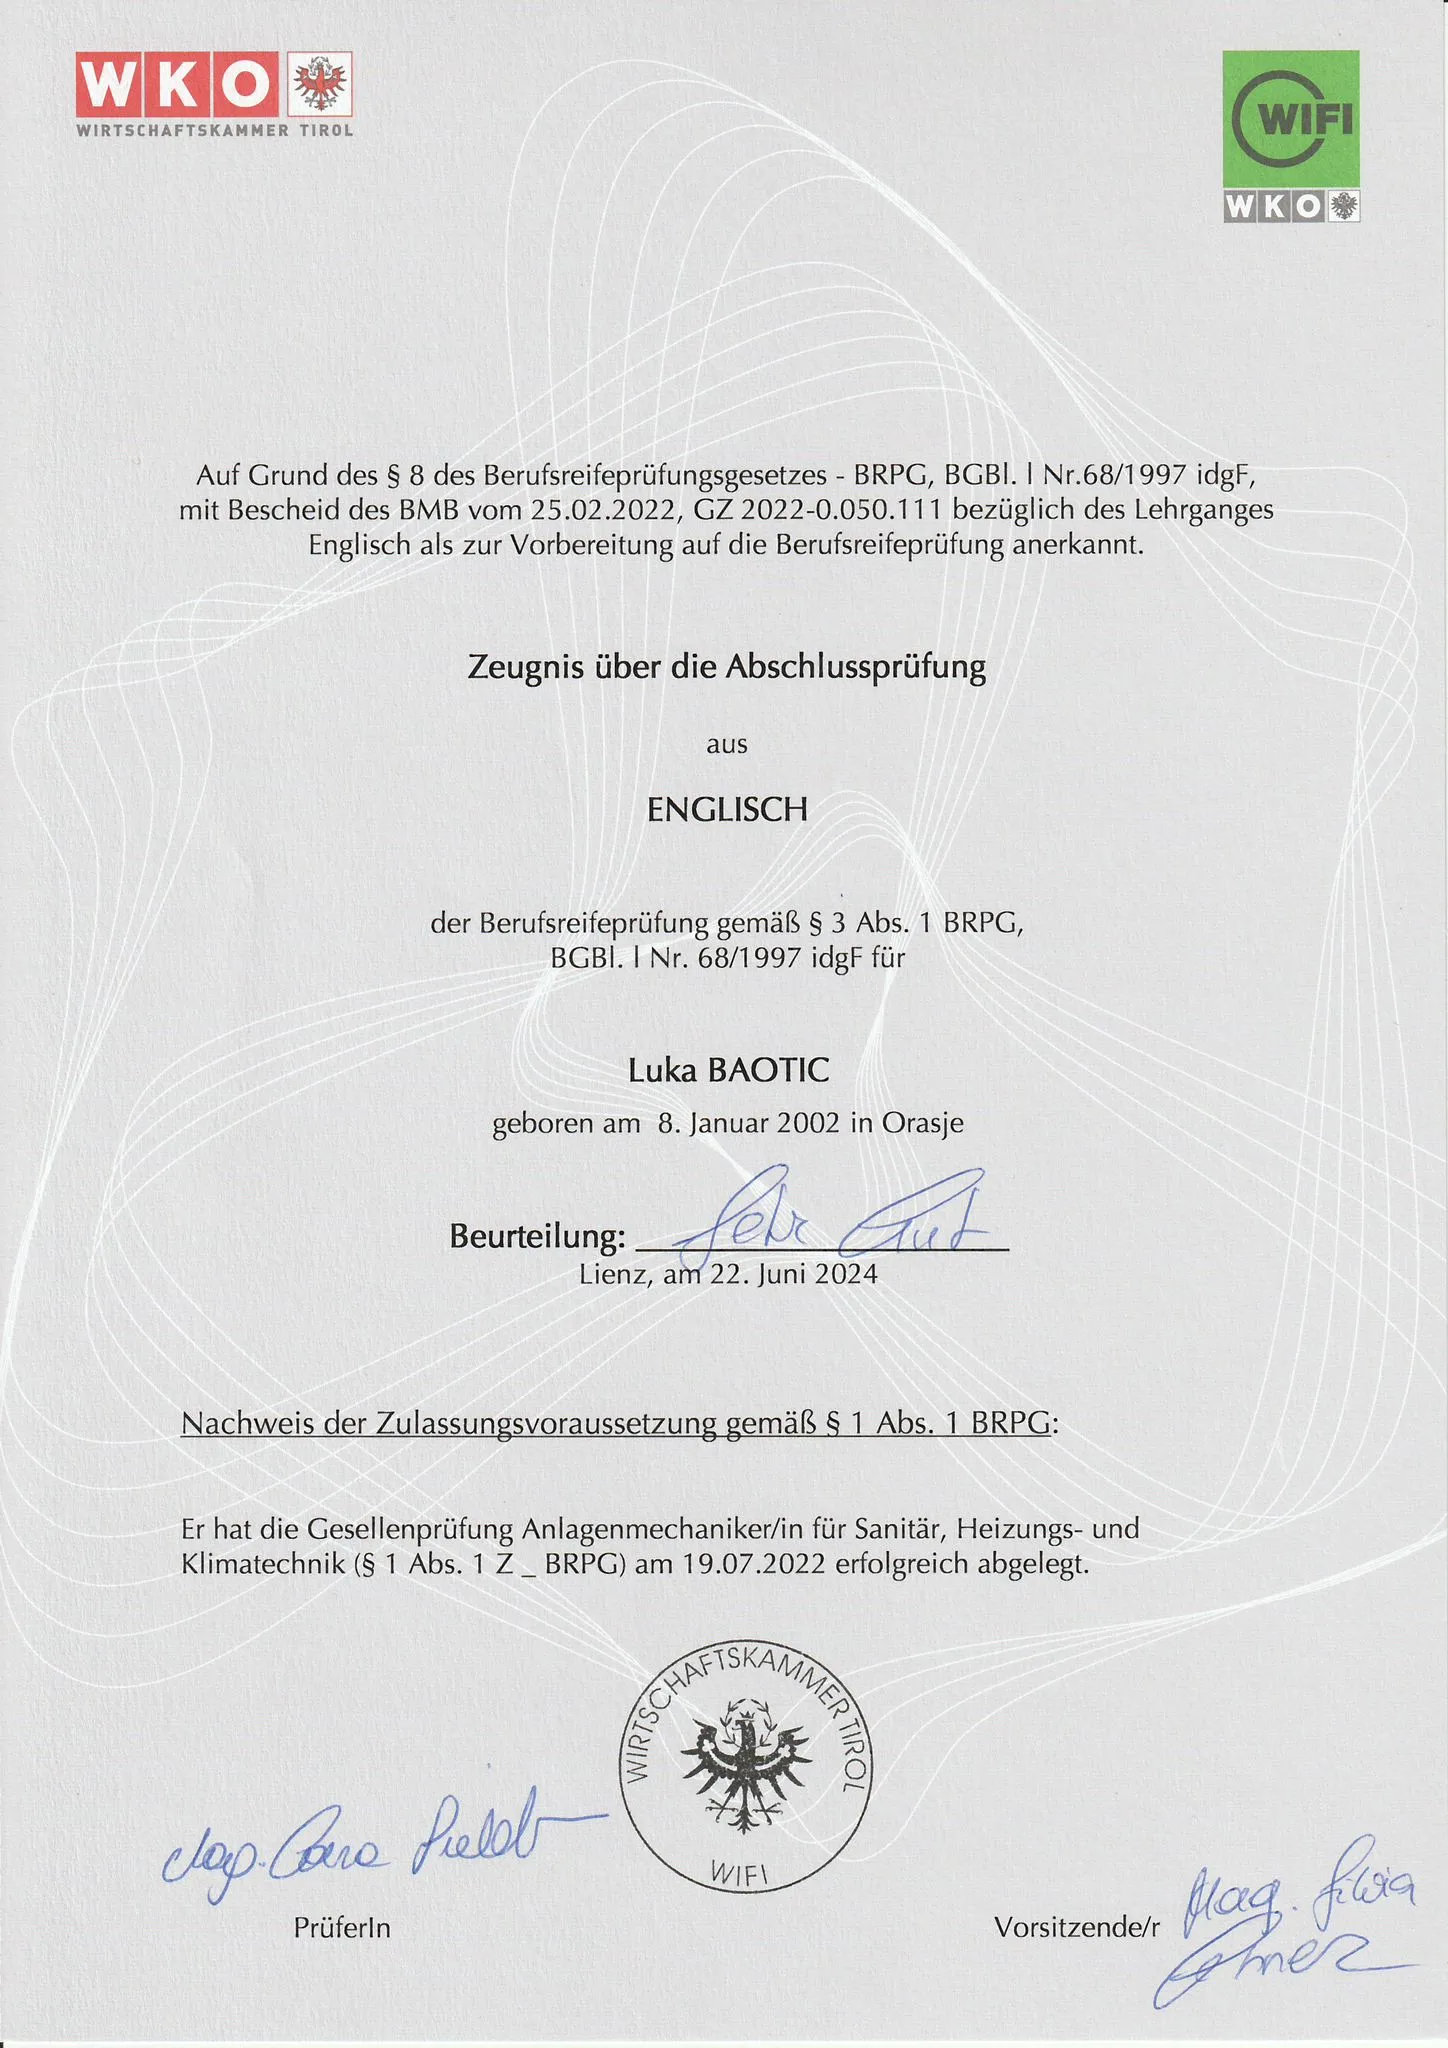 WKO
WIRTSCHAFTSKAMMER TIROL
WIFI
WKO
Auf Grund des § 8 des Berufsreifeprüfungsgesetzes - BRPG, BGBl. I Nr.68/1997 idgF,
mit Bescheid des BMB vom 25.02.2022, GZ 2022-0.050.111 bezüglich des Lehrganges
Englisch als zur Vorbereitung auf die Berufsreifeprüfung anerkannt.
Zeugnis über die Abschlussprüfung
aus
ENGLISCH
der Berufsreifeprüfung gemäß § 3 Abs. 1 BRPG,
BGBl. I Nr. 68/1997 idgF für
Luka BAOTIC
geboren am 8. Januar 2002 in Orasje
Beurteilung: Sehr Gut
Lienz, am 22. Juni 2024
Nachweis der Zulassungsvoraussetzung gemäß § 1 Abs. 1 BRPG:
Er hat die Gesellenprüfung Anlagenmechaniker/in für Sanitär, Heizungs- und
Klimatechnik (§ 1 Abs. 1 Z _ BRPG) am 19.07.2022 erfolgreich abgelegt.
WIRTSCHAFTSKAMMER TIROL
WIFI
Mag.
PrüferIn
Vorsitzende/r Mag. Silvia